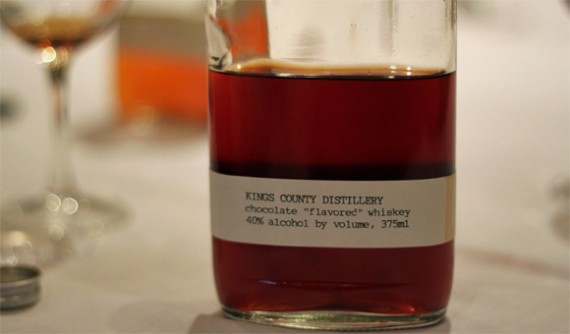 KINGS COUNTY DISTILLERY
chocolate "flavored" whiskey
40% alcohol by volume, 375ml